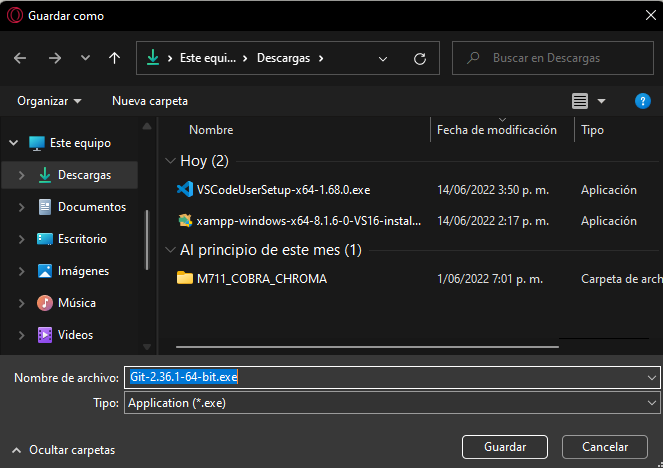 Guardar como
Este equi... Descargas
Buscar en Descargas
Organizar Nueva carpeta
Nombre Fecha de modificación Tipo
Este equipo
Descargas
Documentos
Escritorio
Imágenes
Música
Videos
Hoy (2)
VSCodeUserSetup-x64-1.68.0.exe 14/06/2022 3:50 p. m. Aplicación
xampp-windows-x64-8.1.6-0-VS16-instal... 14/06/2022 2:17 p. m. Aplicación
Al principio de este mes (1)
M711_COBRA_CHROMA 1/06/2022 7:01 p. m. Carpeta de arch
Nombre de archivo: Git-2.36.1-64-bit.exe
Tipo: Application (*.exe)
Ocultar carpetas
Guardar Cancelar